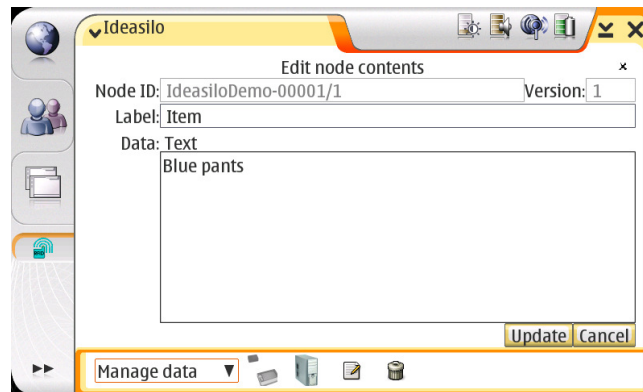 Ideasilo
Edit node contents
Node ID: IdeasiloDemo-00001/1 Version: 1
Label: Item
Data: Text
Blue pants
Update Cancel
Manage data